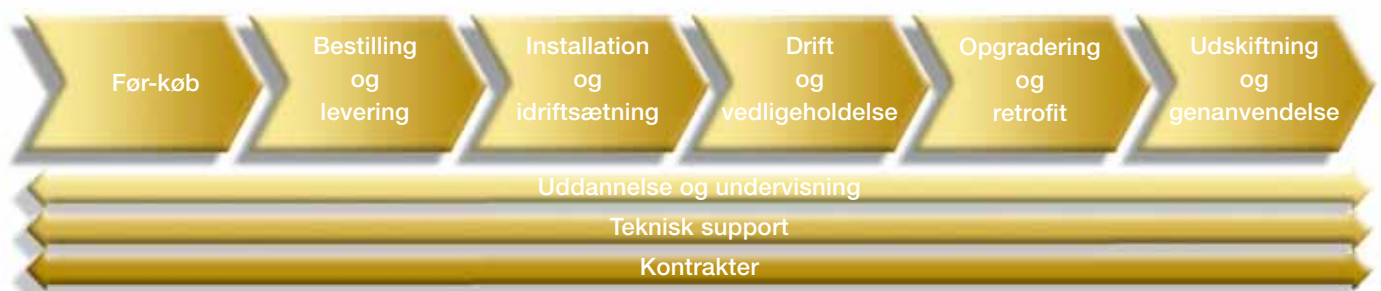 Før-køb
Bestilling
og
levering
Installation
og
idriftsætning
Drift
og
vedligeholdelse
Opgradering
og
retrofit
Udskiftning
og
genanvendelse
Uddannelse og undervisning
Teknisk support
Kontrakter